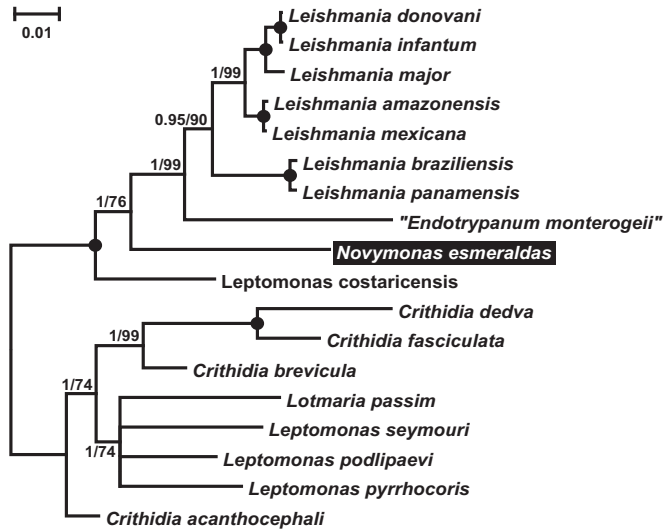 Leishmania donovani
0.01
Leishmania infantum
1/99
Leishmania major
Leishmania amazonensis
0.95/90
Leishmania mexicana
1/99
Leishmania braziliensis
Leishmania panamensis
1/76
"Endotrypanum monterogeii"
Novymonas esmeraldas
Leptomonas costaricensis
Crithidia dedva
1/99
Crithidia fasciculata
Crithidia brevicula
1/74
Lotmaria passim
Leptomonas seymouri
1/74
Leptomonas podlipaevi
Leptomonas pyrrhocoris
Crithidia acanthocephali